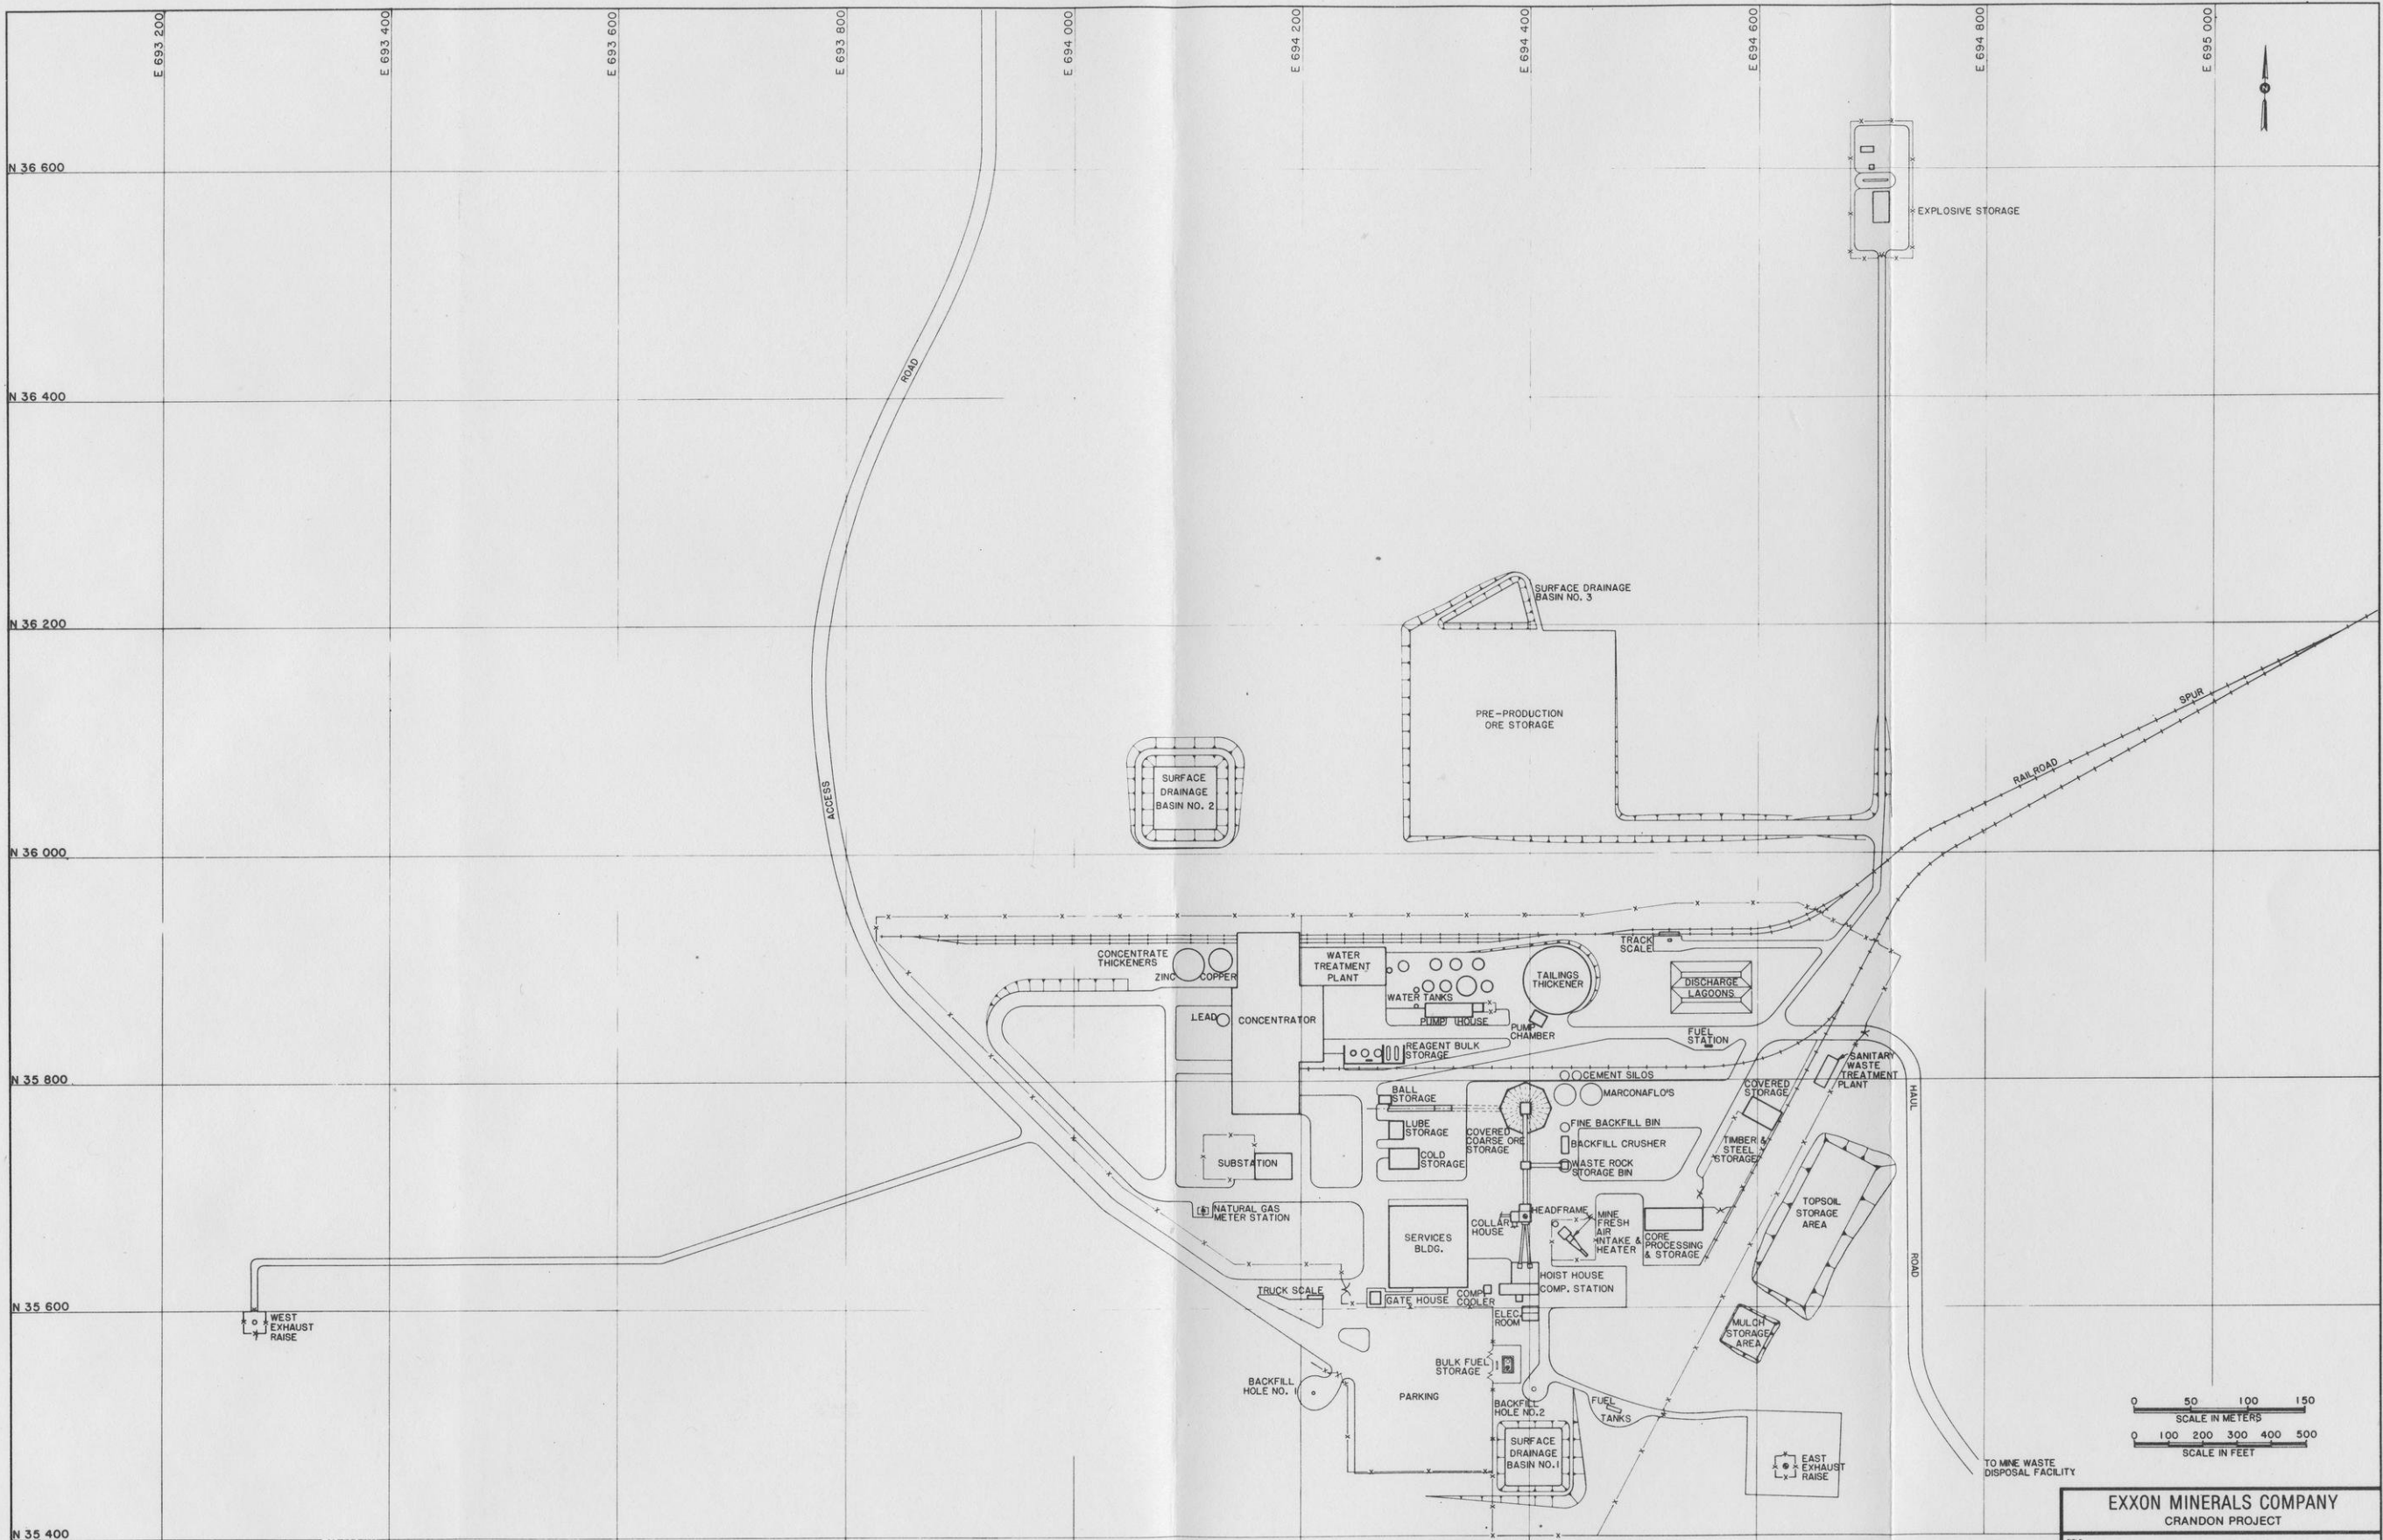 E 693 200
E 693 400
E 693 600
E 693 800
E 694 000
E 694 200
E 694 400
E 694 600
E 694 800
E 695 000
N
N 36 600
EXPLOSIVE STORAGE
ROAD
N 36 400
SURFACE DRAINAGE
BASIN NO. 3
N 36 200
SPUR
PRE-PRODUCTION
ORE STORAGE
RAILROAD
SURFACE
DRAINAGE
BASIN NO. 2
ACCESS
N 36 000
CONCENTRATE
THICKENERS
ZINC
COPPER
WATER
TREATMENT
PLANT
TRACK
SCALE
TAILINGS
THICKENER
DISCHARGE
LAGOONS
WATER TANKS
LEAD
CONCENTRATOR
PUMP HOUSE
PUMP
CHAMBER
FUEL
STATION
REAGENT BULK
STORAGE
SANITARY
WASTE
TREATMENT
PLANT
N 35 800
CEMENT SILOS
COVERED
STORAGE
BALL
STORAGE
MARCONAFLO'S
HAUL
LUBE
STORAGE
COVERED
COARSE ORE
STORAGE
FINE BACKFILL BIN
BACKFILL CRUSHER
TIMBER &
STEEL
STORAGE
SUBSTATION
COLD
STORAGE
WASTE ROCK
STORAGE BIN
TOPSOIL
STORAGE
AREA
NATURAL GAS
METER STATION
HEADFRAME
COLLAR
HOUSE
MINE
FRESH
AIR
INTAKE &
HEATER
SERVICES
BLDG.
CORE
PROCESSING
& STORAGE
ROAD
HOIST HOUSE
COMP. STATION
TRUCK SCALE
GATE HOUSE
COMP.
COOLER
N 35 600
WEST
EXHAUST
RAISE
ELEC.
ROOM
MULCH
STORAGE
AREA
BULK FUEL
STORAGE
BACKFILL
HOLE NO. 1
PARKING
BACKFILL
HOLE NO.2
FUEL
TANKS
0 50 100 150
SCALE IN METERS
0 100 200 300 400 500
SCALE IN FEET
SURFACE
DRAINAGE
BASIN NO.1
EAST
EXHAUST
RAISE
TO MINE WASTE
DISPOSAL FACILITY
EXXON MINERALS COMPANY
CRANDON PROJECT
N 35 400